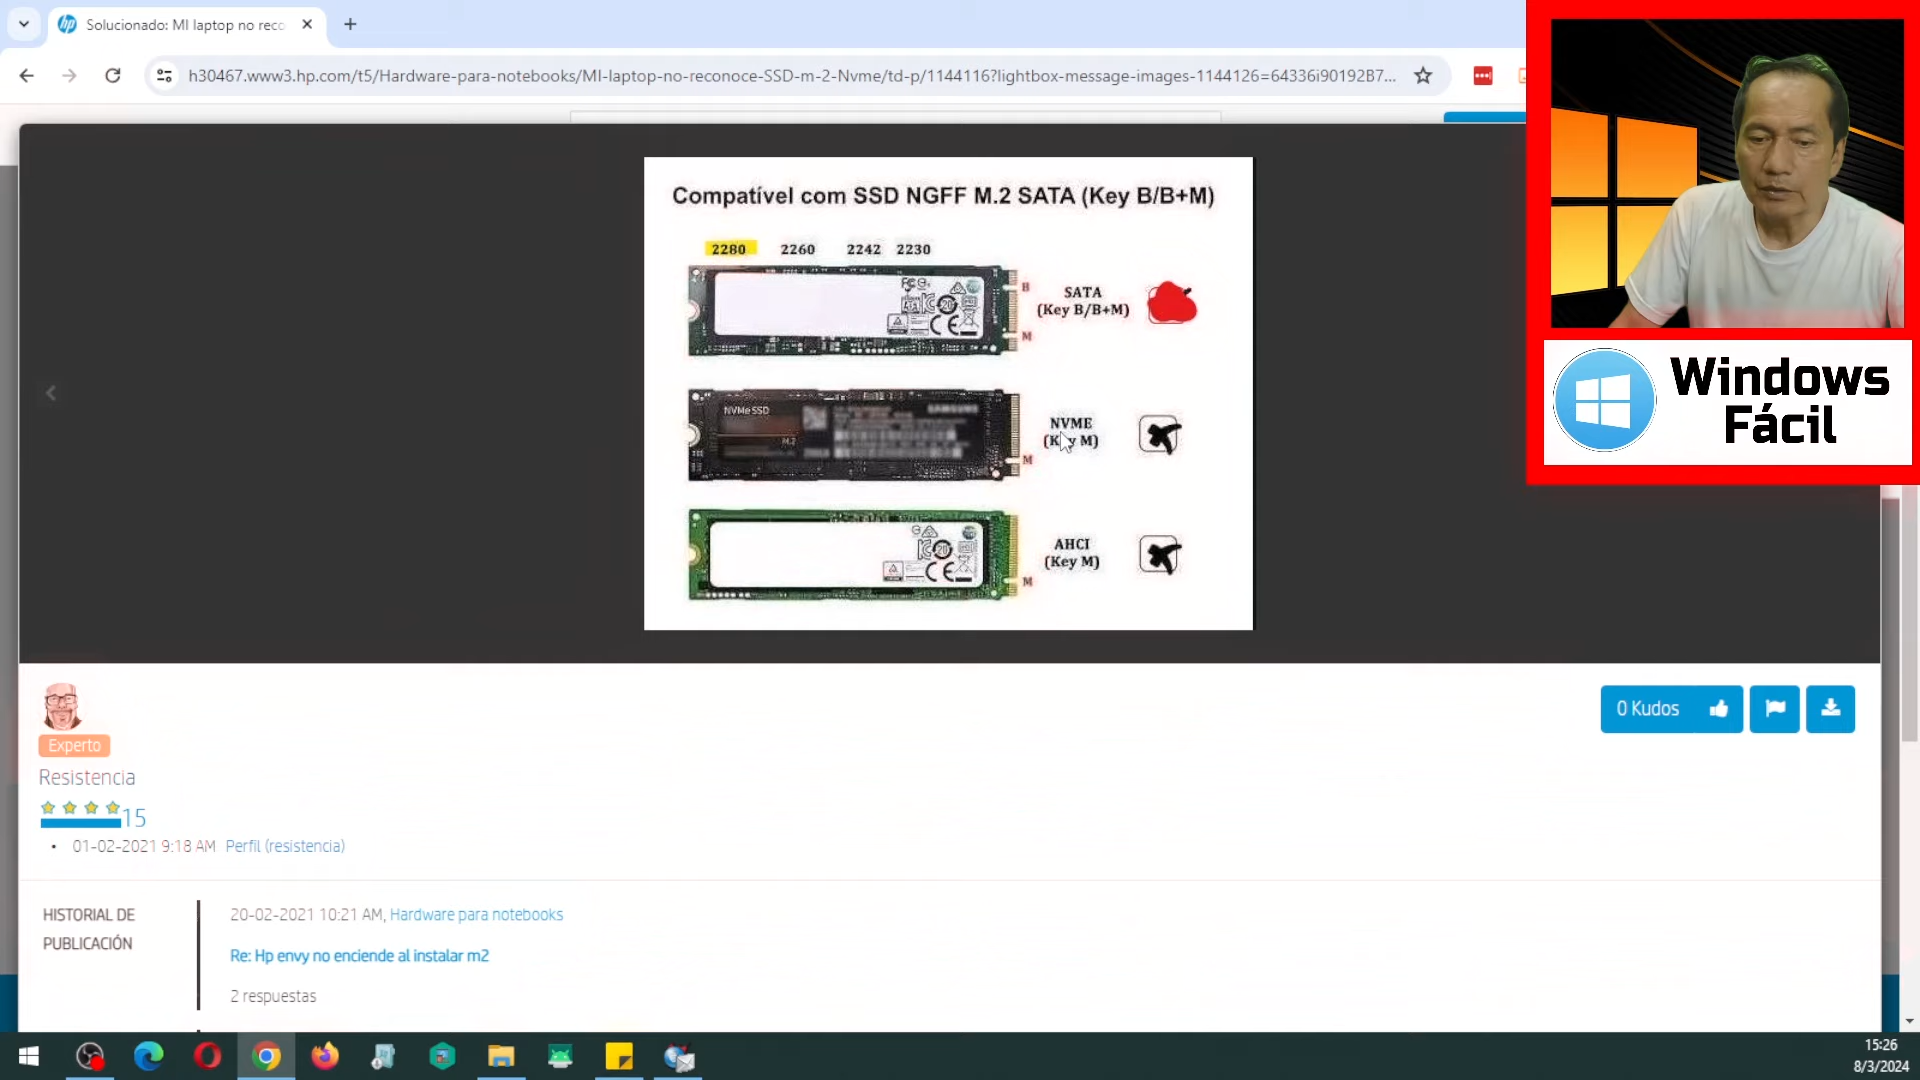 Solucionado: MI laptop no reco
h30467.www3.hp.com/t5/Hardware-para-notebooks/MI-laptop-no-reconoce-SSD-m-2-Nvme/td-p/1144116?lightbox-message-images-1144126=64336i90192B7...
Compatível com SSD NGFF M.2 SATA (Key B/B+M)
2280 2260 2242 2230
B
SATA
(Key B/B+M)
M
NVMe SSD
M.2
NVME
(Key M)
M
AHCI
(Key M)
M
Windows
Fácil
0 Kudos
Experto
Resistencia
15
• 01-02-2021 9:18 AM Perfil (resistencia)
HISTORIAL DE
PUBLICACIÓN
20-02-2021 10:21 AM, Hardware para notebooks
Re: Hp envy no enciende al instalar m2
2 respuestas
15:26
8/3/2024